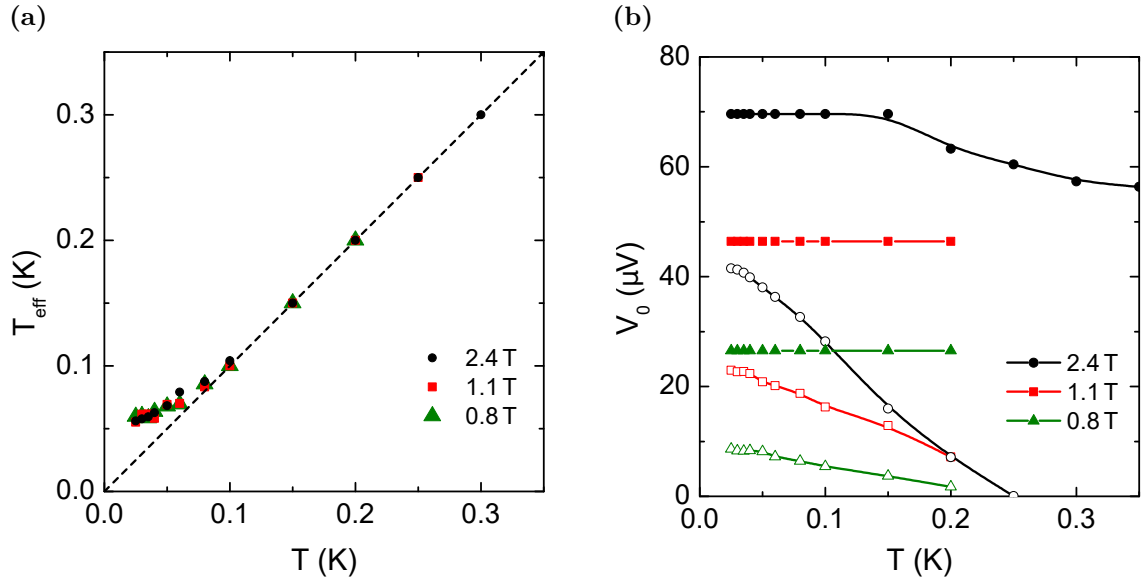 (a)
T_eff (K)
0.3
0.2
0.1
0.0
2.4 T
1.1 T
0.8 T
0.0 0.1 0.2 0.3
T (K)
(b)
V_0 (μV)
80
60
40
20
0
2.4 T
1.1 T
0.8 T
0.0 0.1 0.2 0.3
T (K)